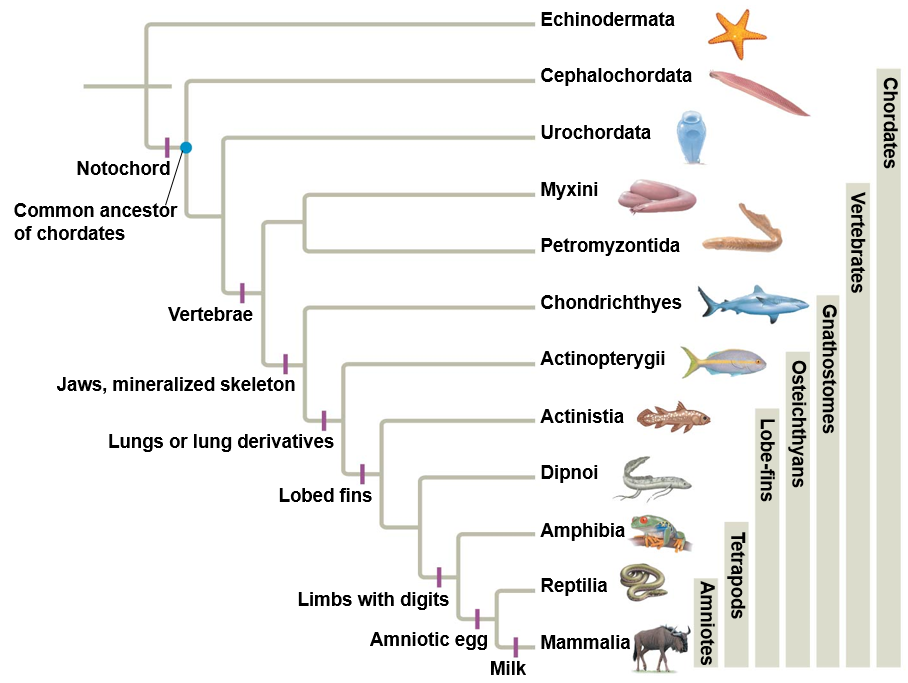 Echinodermata
Cephalochordata
Urochordata
Notochord
Myxini
Common ancestor
of chordates
Petromyzontida
Vertebrae
Chondrichthyes
Actinopterygii
Jaws, mineralized skeleton
Actinistia
Lungs or lung derivatives
Dipnoi
Lobed fins
Amphibia
Reptilia
Limbs with digits
Amniotic egg
Mammalia
Milk
Chordates
Vertebrates
Gnathostomes
Osteichthyans
Lobe-fins
Tetrapods
Amniotes